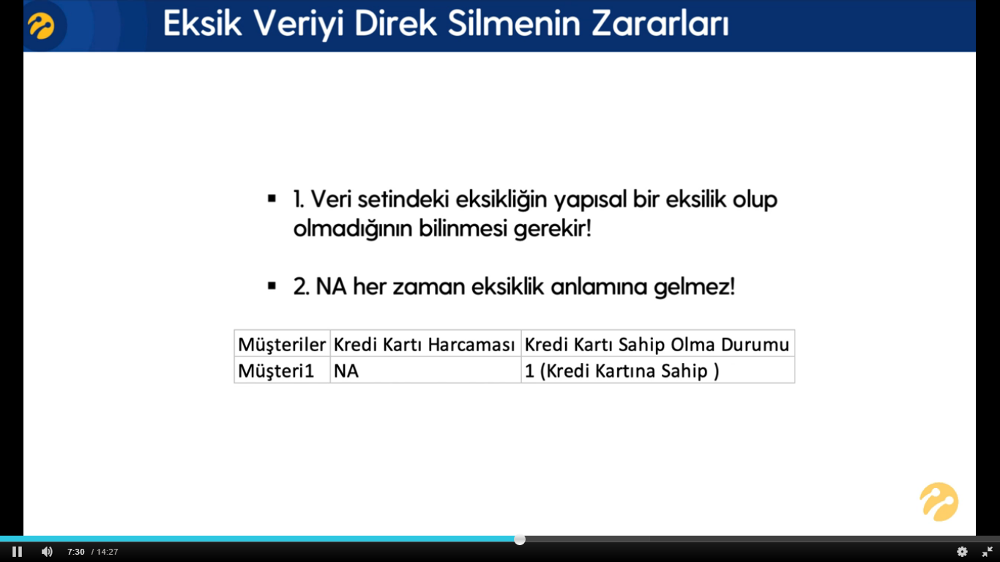 Eksik Veriyi Direk Silmenin Zararları
▪ 1. Veri setindeki eksikliğin yapısal bir eksilik olup
olmadığının bilinmesi gerekir!
▪ 2. NA her zaman eksiklik anlamına gelmez!
Müşteriler Kredi Kartı Harcaması Kredi Kartı Sahip Olma Durumu
Müşteri1 NA 1 (Kredi Kartına Sahip )
7:30 / 14:27